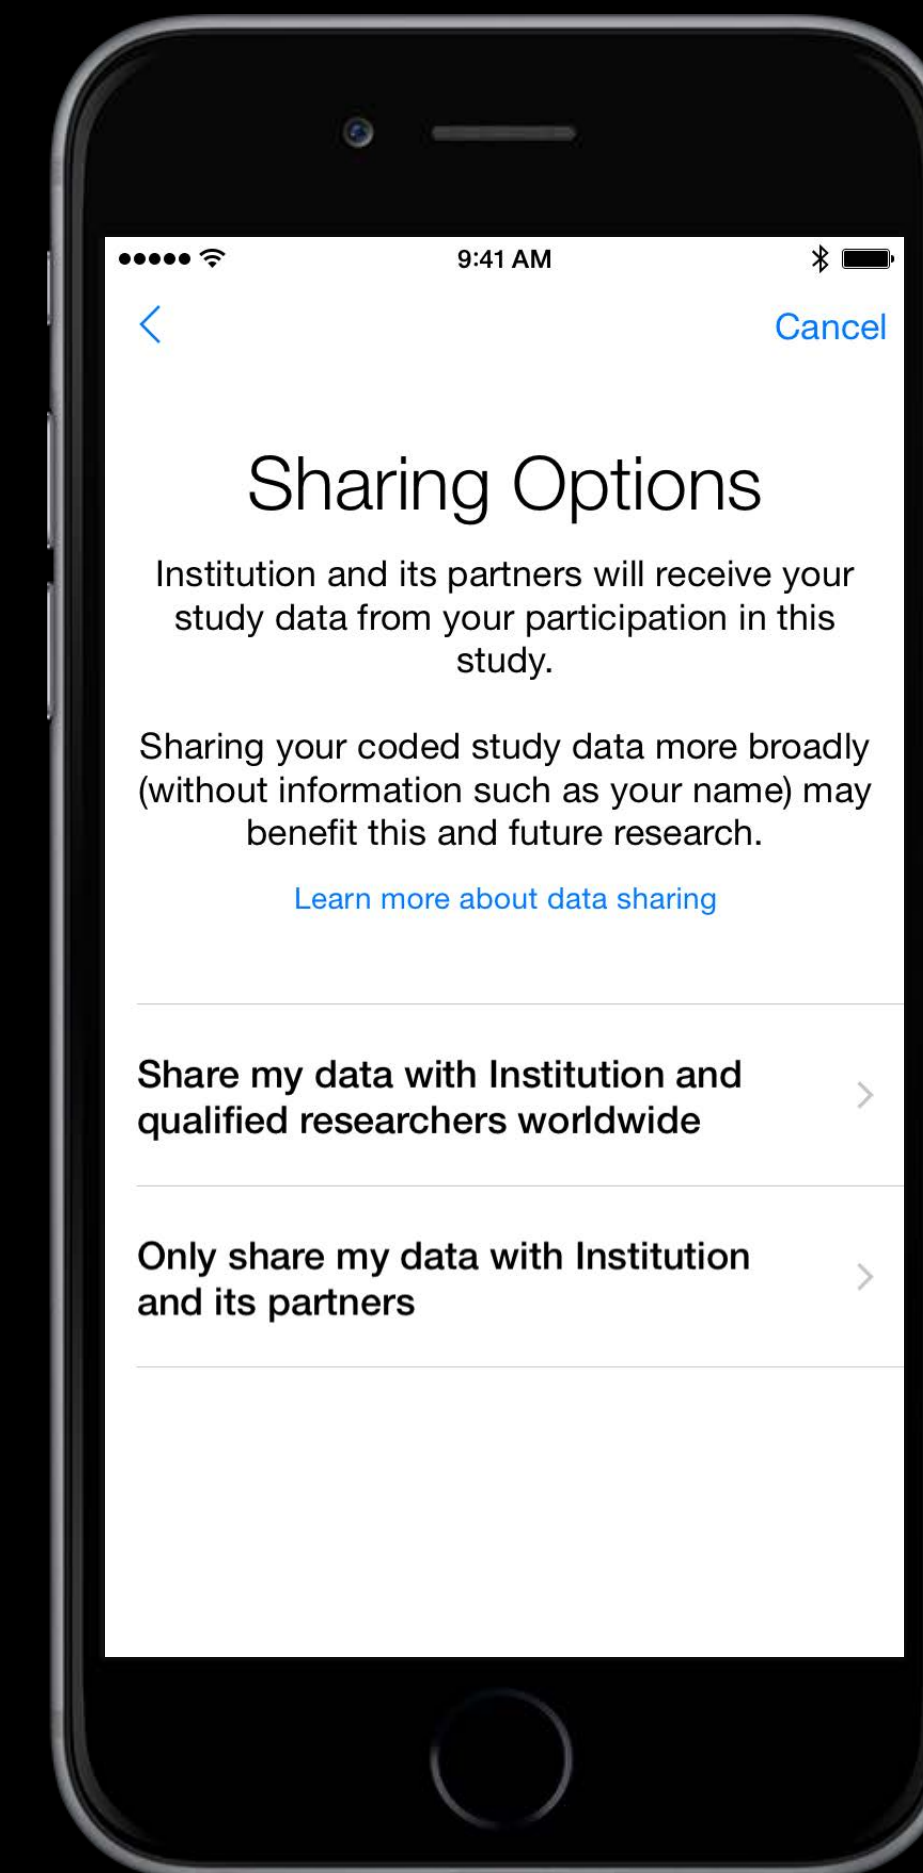 9:41 AM
Cancel
Sharing Options
Institution and its partners will receive your
study data from your participation in this
study.
Sharing your coded study data more broadly
(without information such as your name) may
benefit this and future research.
Learn more about data sharing
Share my data with Institution and
qualified researchers worldwide
Only share my data with Institution
and its partners